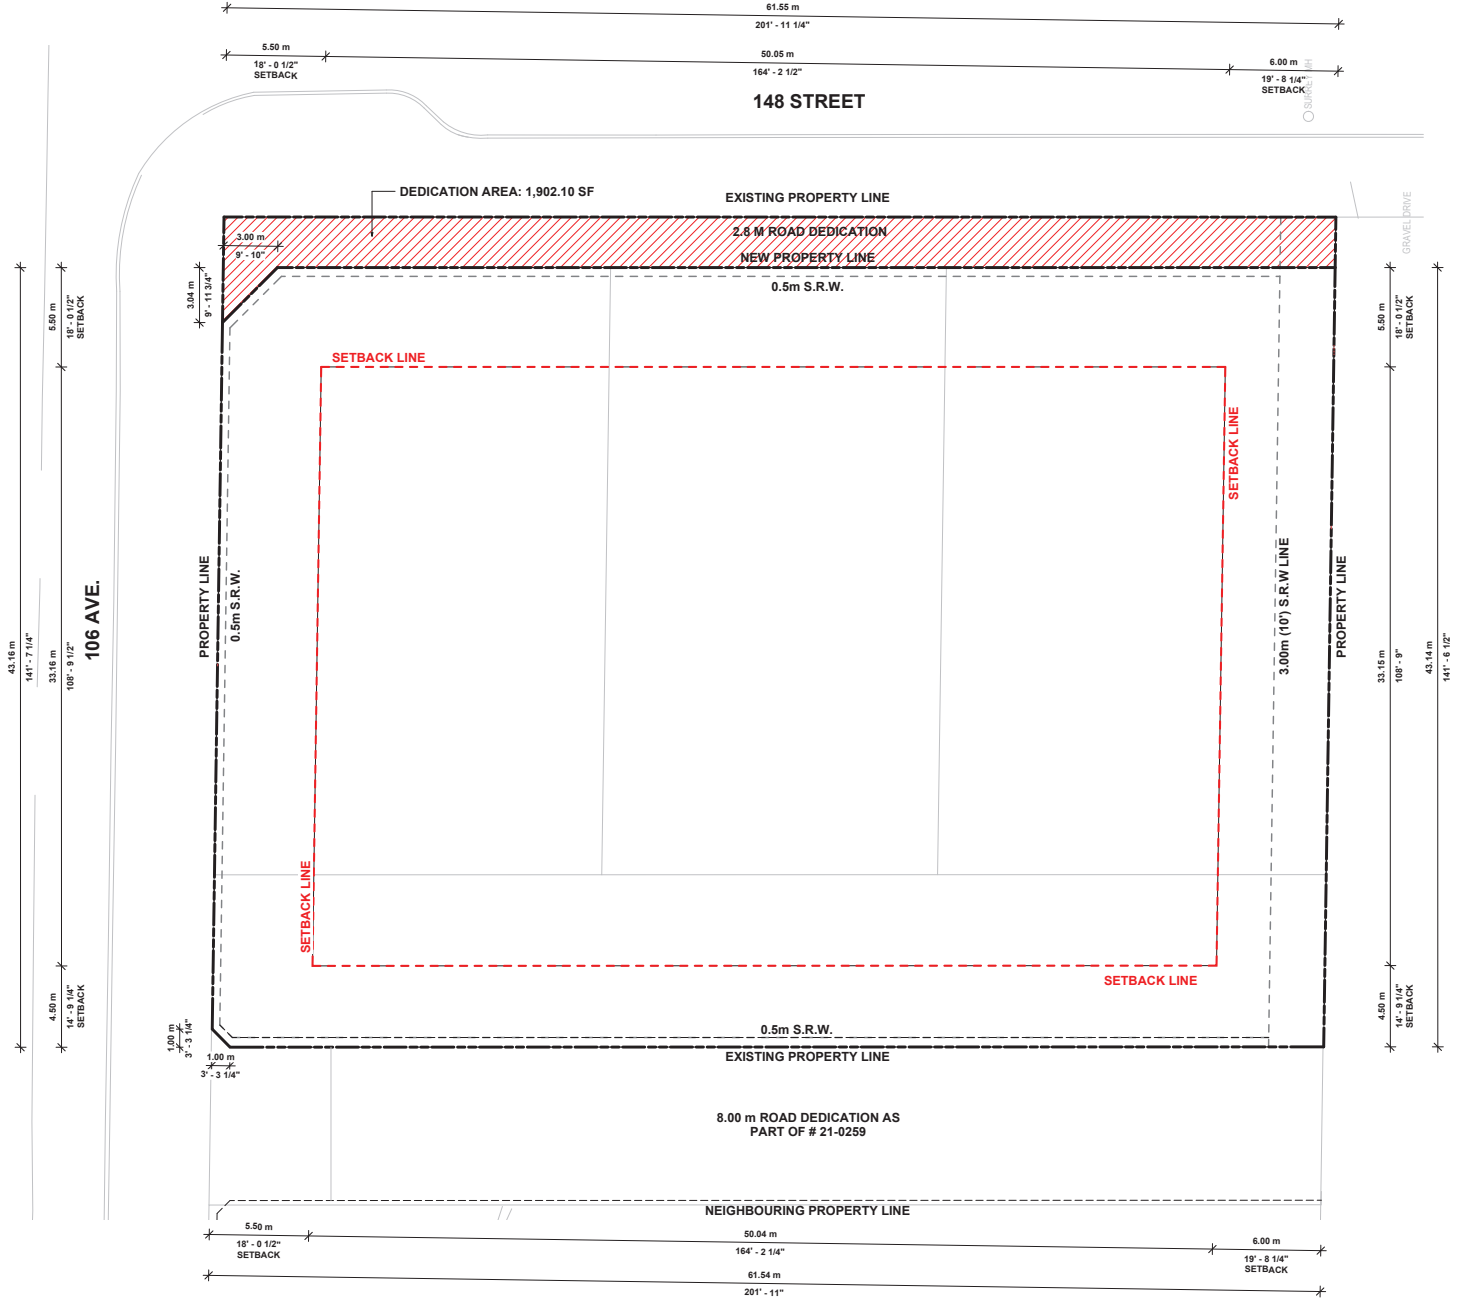 61.55 m
201' - 11 1/4"
5.50 m
18' - 0 1/2"
SETBACK
50.05 m
164' - 2 1/2"
6.00 m
19' - 8 1/4"
SETBACK
148 STREET
SURREY MH
DEDICATION AREA: 1,902.10 SF
EXISTING PROPERTY LINE
GRAVEL DRIVE
3.00 m
9' - 10"
2.8 M ROAD DEDICATION
NEW PROPERTY LINE
0.5m S.R.W.
3.04 m
9' - 11 3/4"
5.50 m
18' - 0 1/2"
SETBACK
5.50 m
18' - 0 1/2"
SETBACK
SETBACK LINE
SETBACK LINE
PROPERTY LINE
0.5m S.R.W.
106 AVE.
3.00m (10') S.R.W LINE
PROPERTY LINE
43.16 m
141' - 7 1/4"
33.16 m
108' - 9 1/2"
33.15 m
108' - 9"
43.14 m
141' - 6 1/2"
SETBACK LINE
SETBACK LINE
4.50 m
14' - 9 1/4"
SETBACK
4.50 m
14' - 9 1/4"
SETBACK
1.00 m
3' - 3 1/4"
0.5m S.R.W.
EXISTING PROPERTY LINE
1.00 m
3' - 3 1/4"
8.00 m ROAD DEDICATION AS
PART OF # 21-0259
NEIGHBOURING PROPERTY LINE
5.50 m
18' - 0 1/2"
SETBACK
50.04 m
164' - 2 1/4"
6.00 m
19' - 8 1/4"
SETBACK
61.54 m
201' - 11"